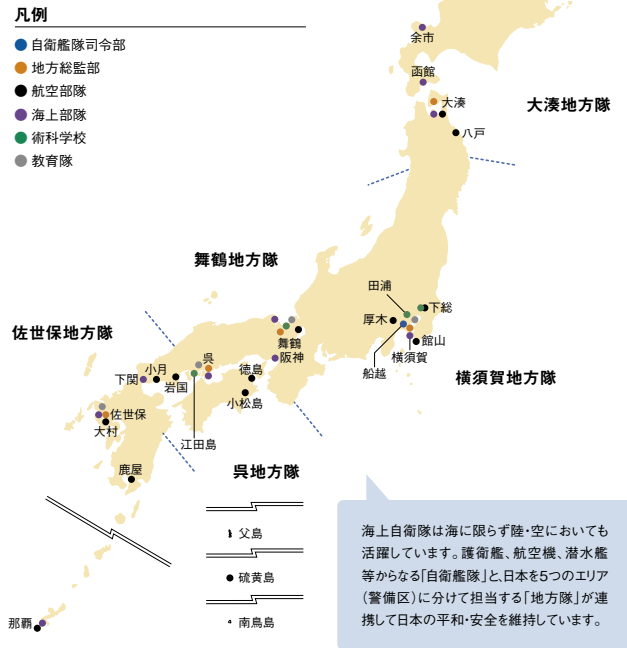 凡例
自衛艦隊司令部
地方総監部
航空部隊
海上部隊
術科学校
教育隊
余市
函館
大湊
大湊地方隊
八戸
舞鶴地方隊
田浦
下総
厚木
舞鶴
館山
佐世保地方隊
阪神
横須賀
呉
小月
徳島
船越
横須賀地方隊
下関
岩国
小松島
佐世保
大村
江田島
鹿屋
呉地方隊
父島
硫黄島
南鳥島
那覇
海上自衛隊は海に限らず陸・空においても
活躍しています。護衛艦、航空機、潜水艦
等からなる「自衛艦隊」と、日本を5つのエリア
（警備区）に分けて担当する「地方隊」が連
携して日本の平和・安全を維持しています。